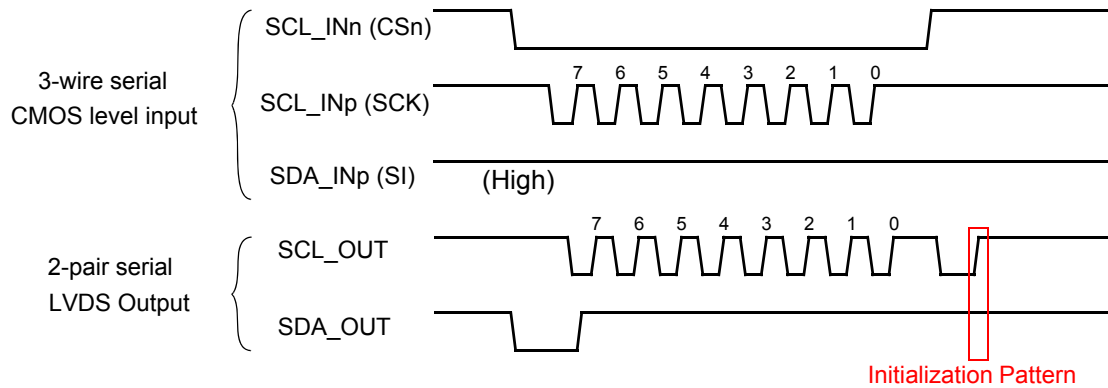 SCL_INn (CSn)
7 6 5 4 3 2 1 0
3-wire serial
CMOS level input
SCL_INp (SCK)
SDA_INp (SI)
(High)
7 6 5 4 3 2 1 0
SCL_OUT
2-pair serial
LVDS Output
SDA_OUT
Initialization Pattern